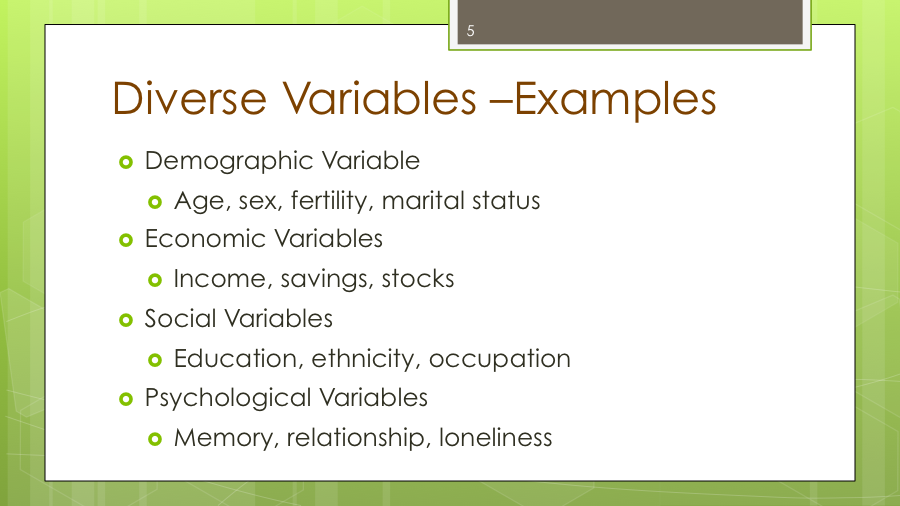 5
Diverse Variables –Examples
Demographic Variable
Age, sex, fertility, marital status
Economic Variables
Income, savings, stocks
Social Variables
Education, ethnicity, occupation
Psychological Variables
Memory, relationship, loneliness